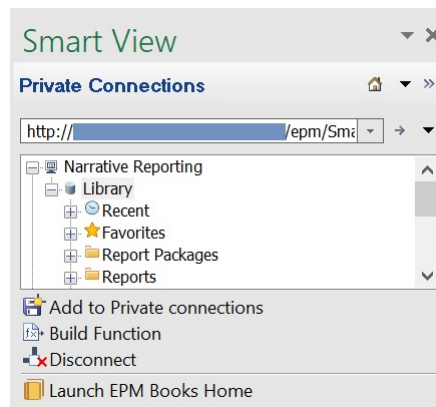 Smart View
Private Connections
http:// /epm/Sma
Narrative Reporting
Library
Recent
Favorites
Report Packages
Reports
Add to Private connections
Build Function
Disconnect
Launch EPM Books Home